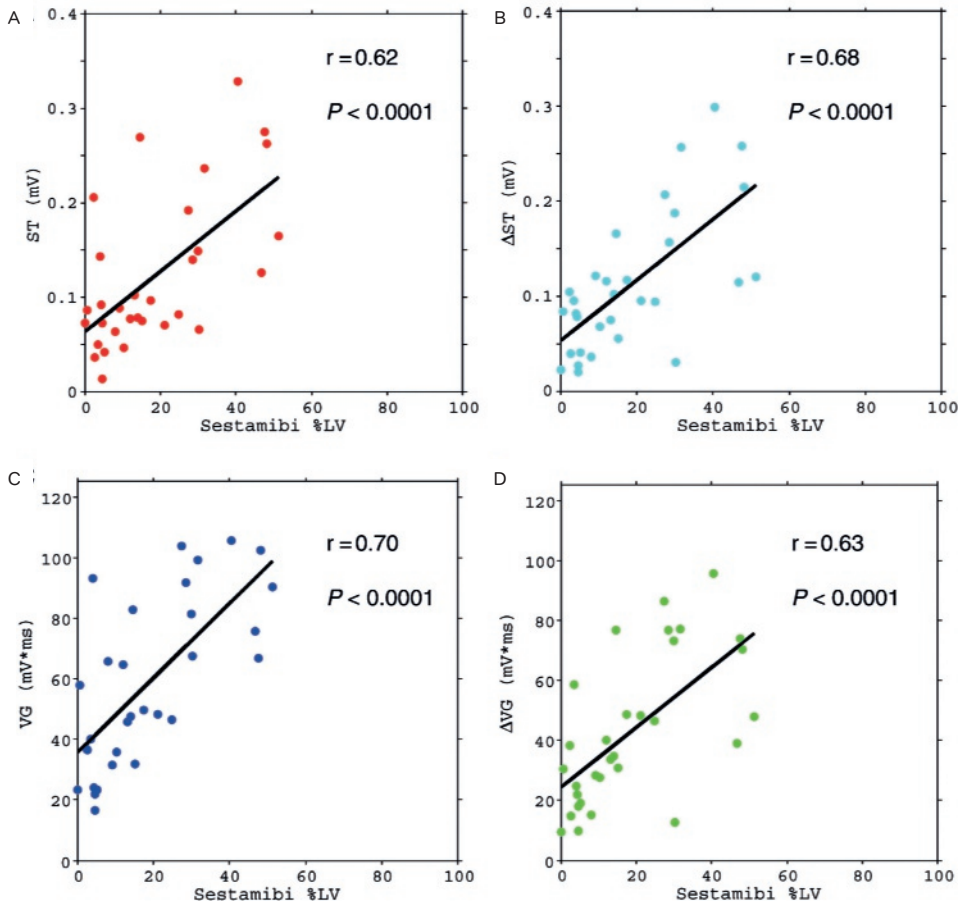 A
0.4
0.3
0.2
0.1
0
ST (mV)
r = 0.62
P < 0.0001
0 20 40 60 80 100
Sestamibi %LV
B
0.4
0.3
0.2
0.1
0
ΔST (mV)
r = 0.68
P < 0.0001
0 20 40 60 80 100
Sestamibi %LV
C
120
100
80
60
40
20
0
VG (mV*ms)
r = 0.70
P < 0.0001
0 20 40 60 80 100
Sestamibi %LV
D
120
100
80
60
40
20
0
ΔVG (mV*ms)
r = 0.63
P < 0.0001
0 20 40 60 80 100
Sestamibi %LV